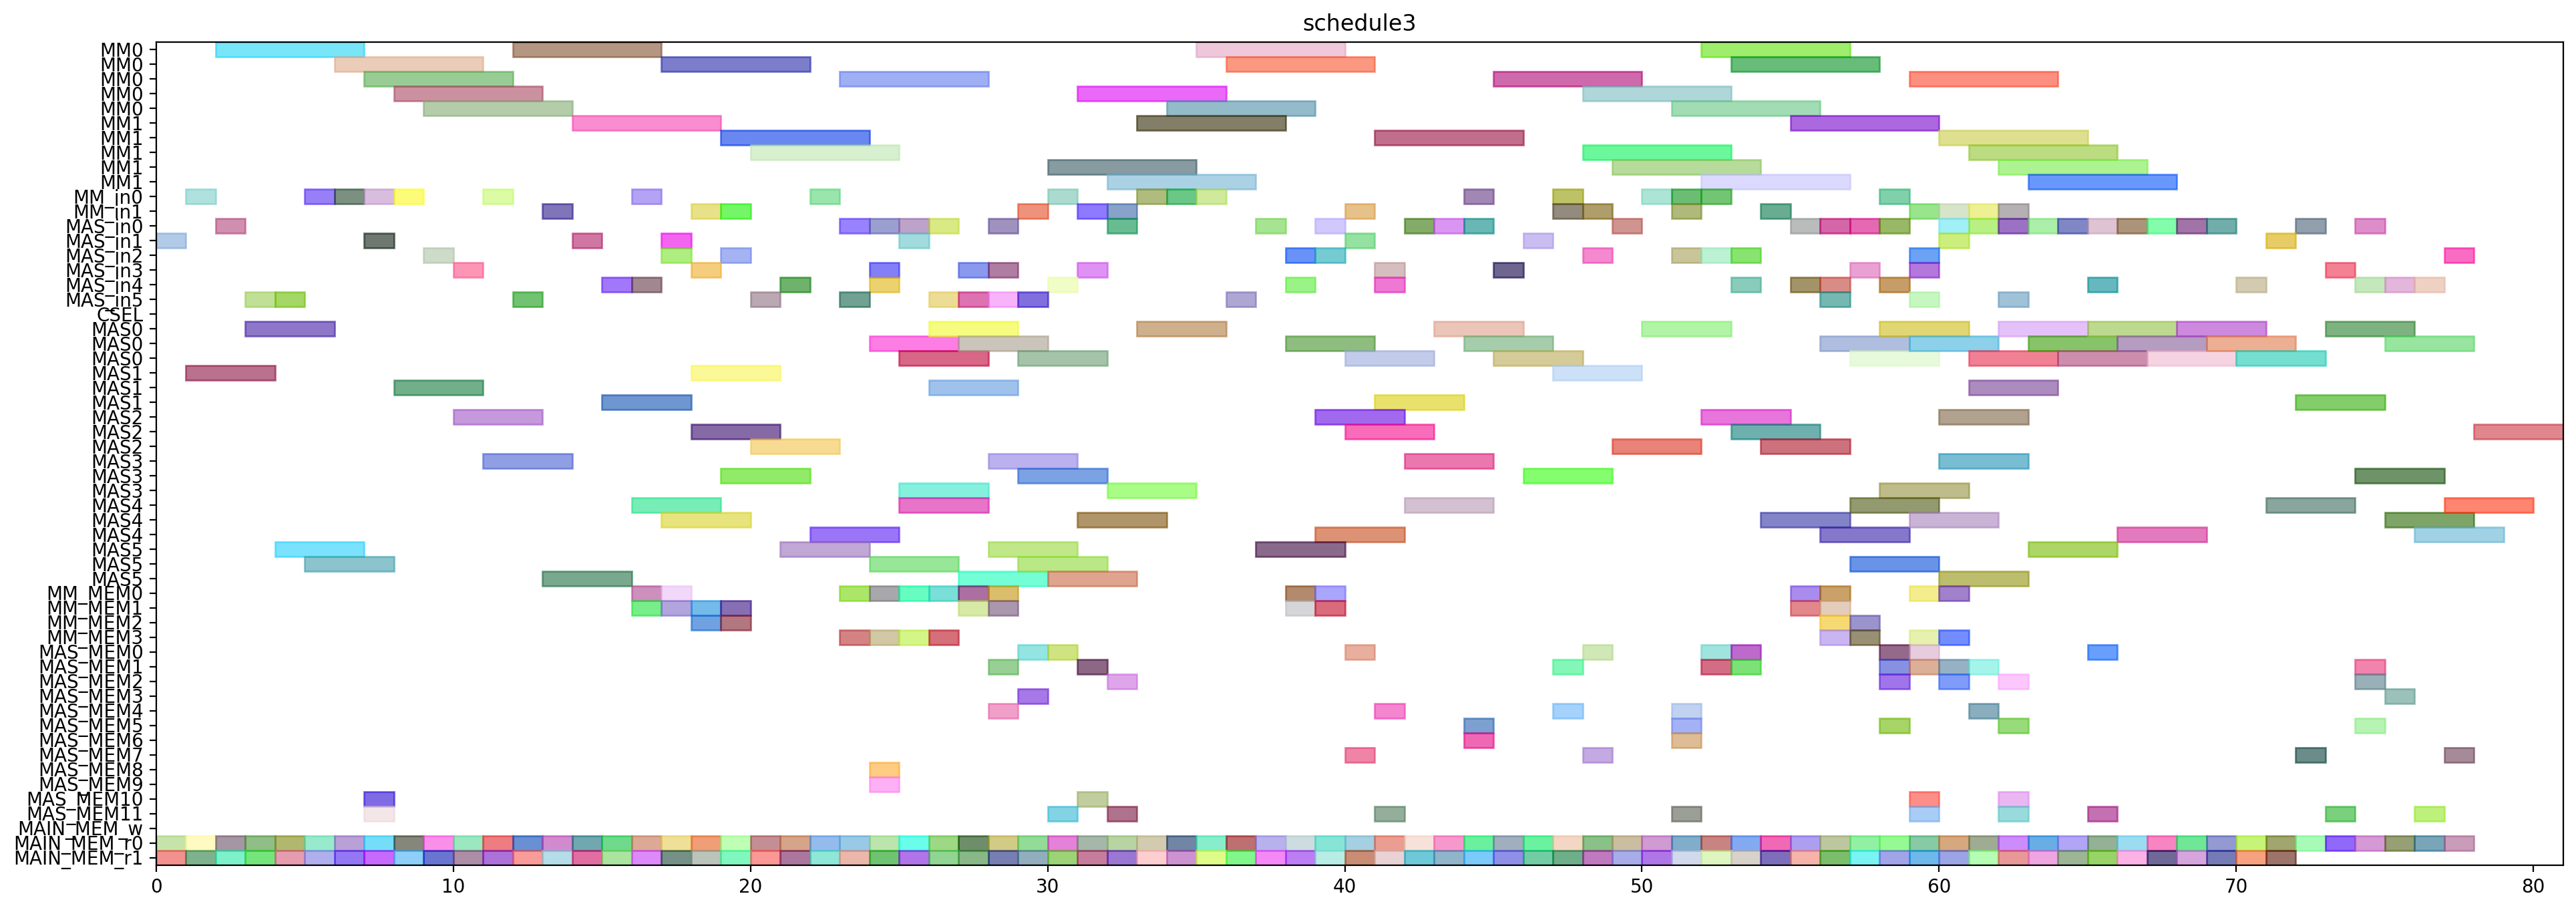 schedule3
MM0
MM0
MM0
MM0
MM0
MM1
MM1
MM1
MM1
MM1
MM_in0
MM_in1
MAS_in0
MAS_in1
MAS_in2
MAS_in3
MAS_in4
MAS_in5
CSEL
MAS0
MAS0
MAS0
MAS1
MAS1
MAS1
MAS2
MAS2
MAS2
MAS3
MAS3
MAS3
MAS4
MAS4
MAS4
MAS5
MAS5
MAS5
MM_MEM0
MM_MEM1
MM_MEM2
MM_MEM3
MAS_MEM0
MAS_MEM1
MAS_MEM2
MAS_MEM3
MAS_MEM4
MAS_MEM5
MAS_MEM6
MAS_MEM7
MAS_MEM8
MAS_MEM9
MAS_MEM10
MAS_MEM11
MAIN_MEM_w
MAIN_MEM_r0
MAIN_MEM_r1
0 10 20 30 40 50 60 70 80